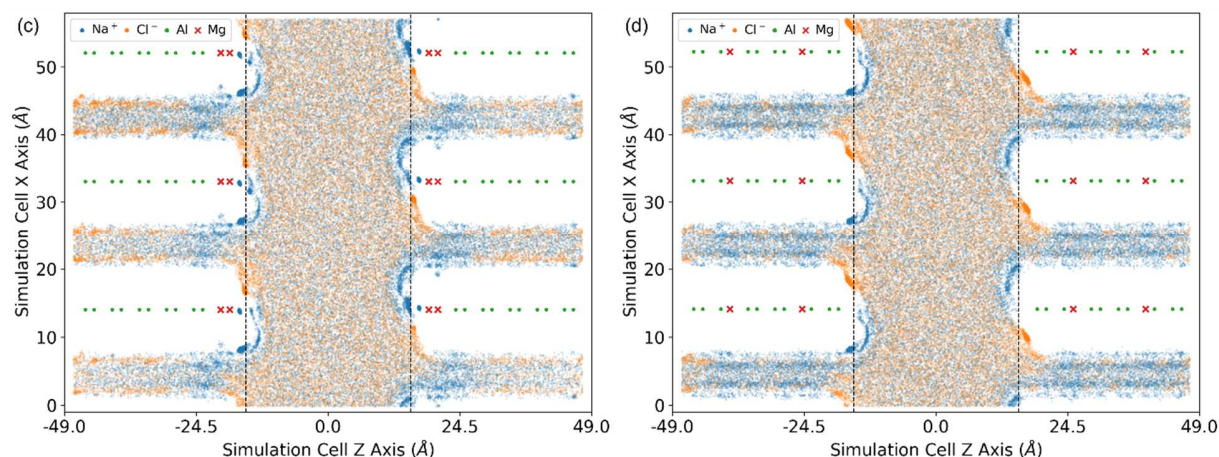 (c)
Na⁺ Cl⁻ Al Mg
50
40
30
20
10
0
Simulation Cell X Axis (Å)
-49.0 -24.5 0.0 24.5 49.0
Simulation Cell Z Axis (Å)
(d)
Na⁺ Cl⁻ Al Mg
50
40
30
20
10
0
Simulation Cell X Axis (Å)
-49.0 -24.5 0.0 24.5 49.0
Simulation Cell Z Axis (Å)